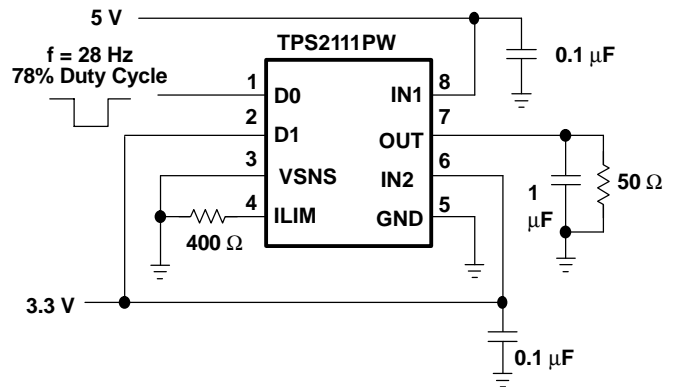 5 V
TPS2111PW
0.1 μF
f = 28 Hz
78% Duty Cycle
1
D0
IN1
8
2
D1
OUT
7
3
VSNS
IN2
6
4
ILIM
GND
5
400 Ω
1
μF
50 Ω
3.3 V
0.1 μF